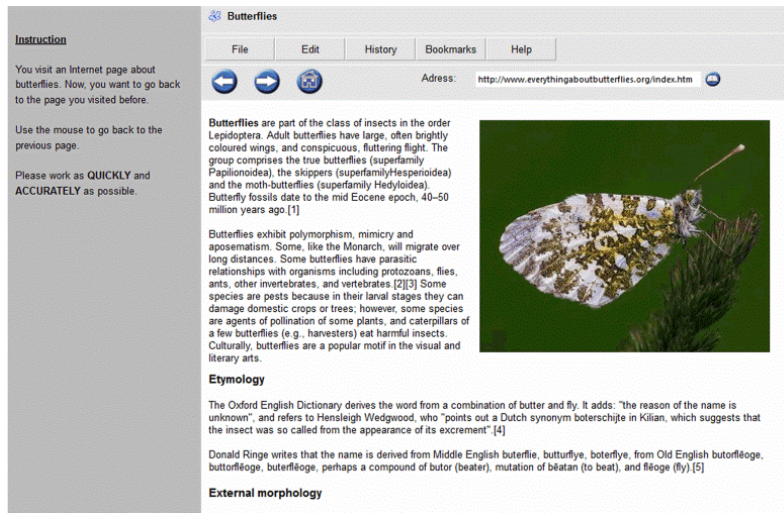 Instruction
You visit an Internet page about
butterflies. Now, you want to go back
to the page you visited before.
Use the mouse to go back to the
previous page.
Please work as QUICKLY and
ACCURATELY as possible.
Butterflies
File Edit History Bookmarks Help
Adress: http://www.everythingaboutbutterflies.org/index.htm
Butterflies are part of the class of insects in the order
Lepidoptera. Adult butterflies have large, often brightly
coloured wings, and conspicuous, fluttering flight. The
group comprises the true butterflies (superfamily
Papilionoidea), the skippers (superfamilyHesperioidea)
and the moth-butterflies (superfamily Hedyloidea).
Butterfly fossils date to the mid Eocene epoch, 40–50
million years ago.[1]
Butterflies exhibit polymorphism, mimicry and
aposematism. Some, like the Monarch, will migrate over
long distances. Some butterflies have parasitic
relationships with organisms including protozoans, flies,
ants, other invertebrates, and vertebrates.[2][3] Some
species are pests because in their larval stages they can
damage domestic crops or trees; however, some species
are agents of pollination of some plants, and caterpillars of
a few butterflies (e.g., harvesters) eat harmful insects.
Culturally, butterflies are a popular motif in the visual and
literary arts.
Etymology
The Oxford English Dictionary derives the word from a combination of butter and fly. It adds: "the reason of the name is
unknown", and refers to Hensleigh Wedgwood, who "points out a Dutch synonym boterschijte in Kilian, which suggests that
the insect was so called from the appearance of its excrement".[4]
Donald Ringe writes that the name is derived from Middle English buterflie, butturflye, boterflye, from Old English butorflēoge,
buttorflēoge, buterflēoge, perhaps a compound of butor (beater), mutation of bēatan (to beat), and flēoge (fly).[5]
External morphology